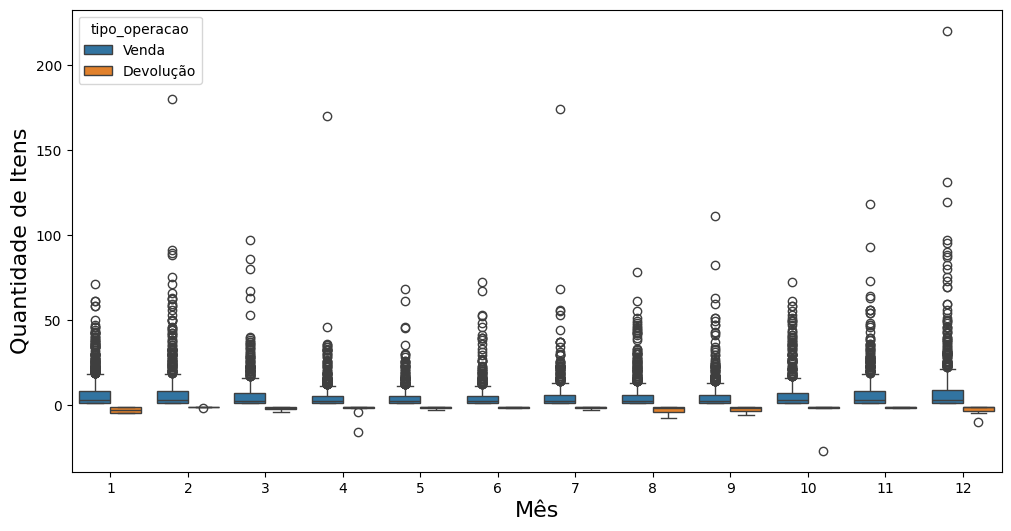 tipo_operacao
Venda
Devolução
Quantidade de Itens
200
150
100
50
0
1 2 3 4 5 6 7 8 9 10 11 12
Mês